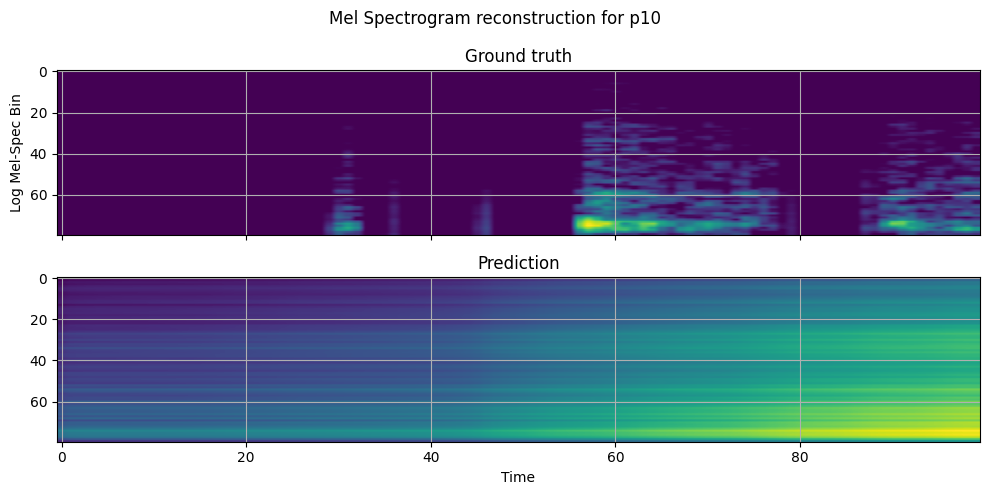 Mel Spectrogram reconstruction for p10
Ground truth
Log Mel-Spec Bin
0
20
40
60
Prediction
0
20
40
60
0 20 40 60 80
Time